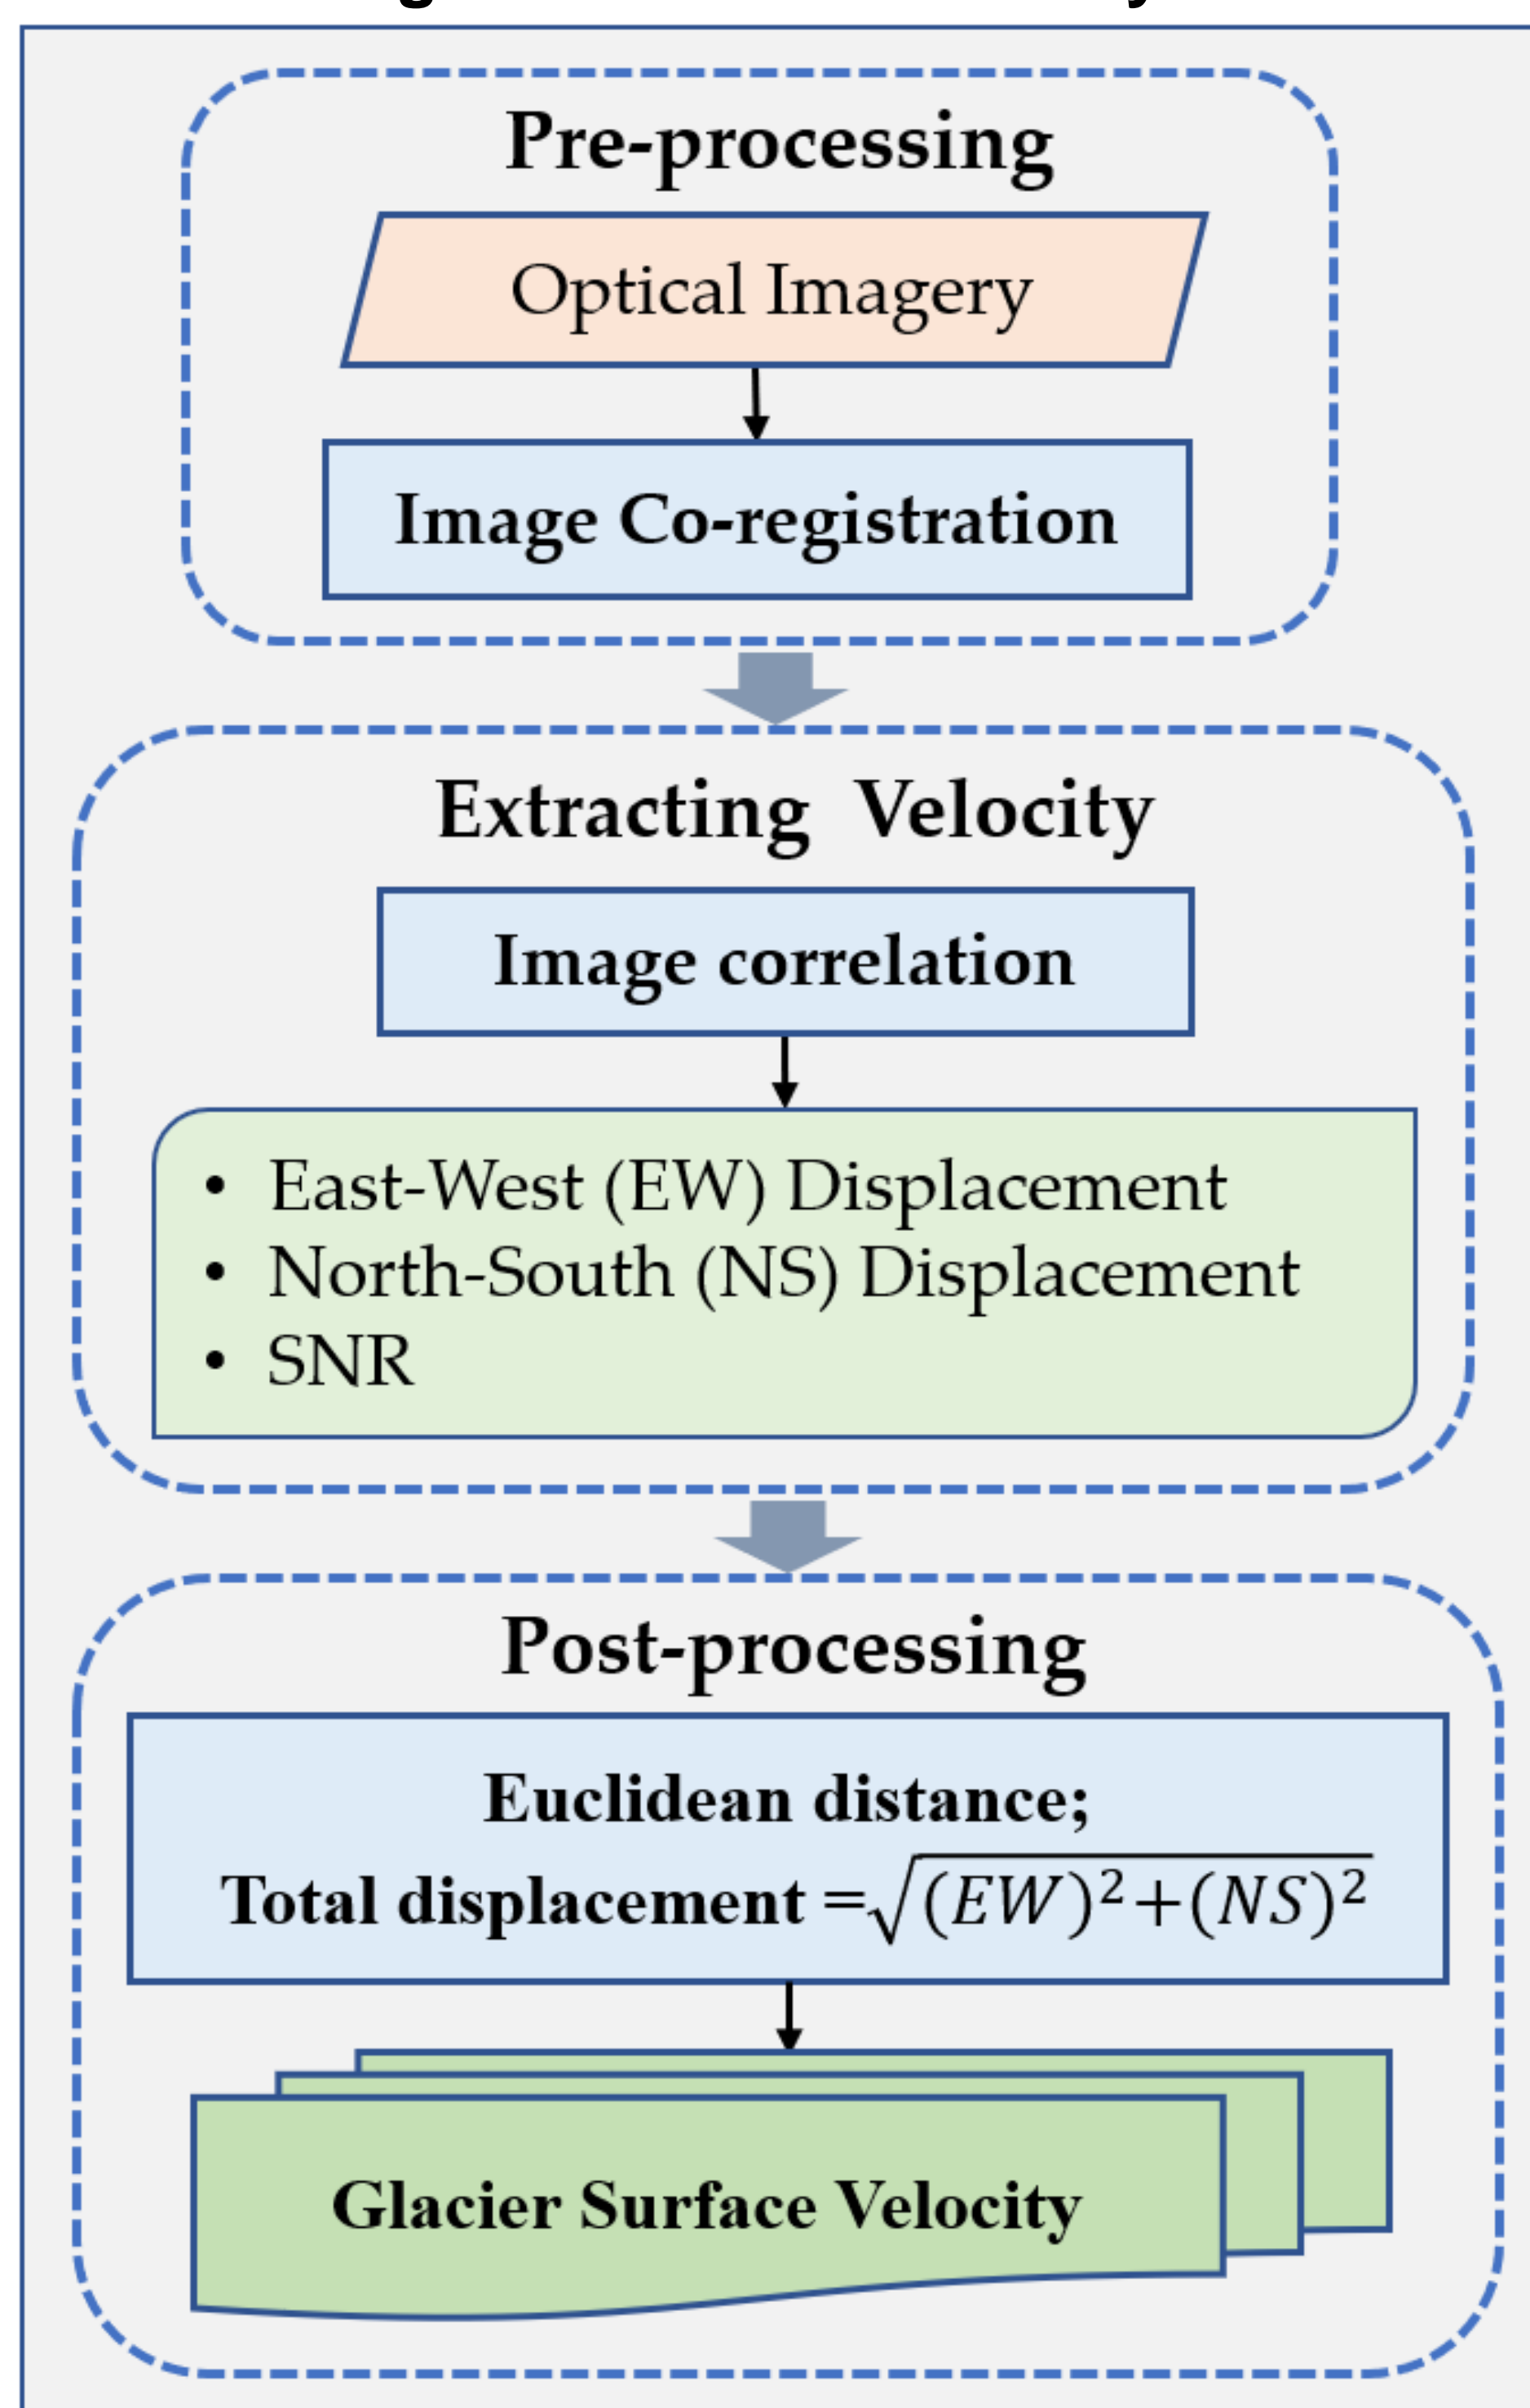 Pre-processing
Optical Imagery
Image Co-registration
Extracting Velocity
Image correlation
• East-West (EW) Displacement
• North-South (NS) Displacement
• SNR
Post-processing
Euclidean distance;
Total displacement =√(EW)²+(NS)²
Glacier Surface Velocity